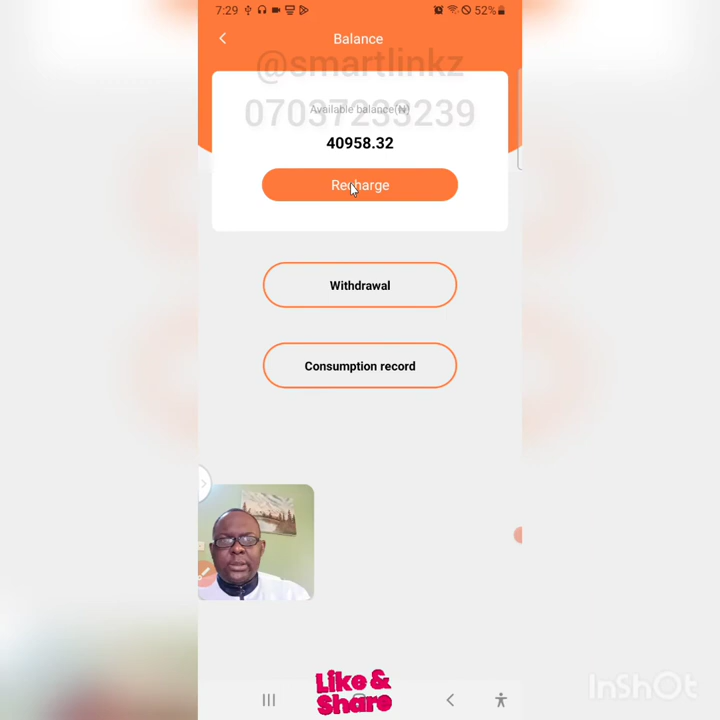 7:29
52%
Balance
@smartlinkz
Available balance(N)
07037233239
40958.32
Recharge
Withdrawal
Consumption record
Like &
Share
InShOt